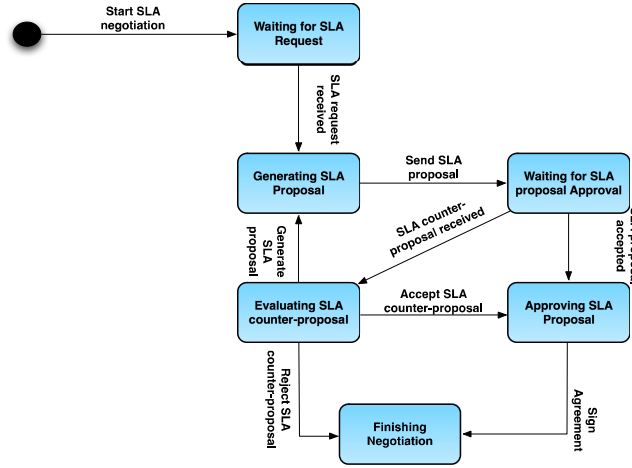 Start SLA
negotiation
Waiting for SLA
Request
SLA request
received
Generating SLA
Proposal
Send SLA
proposal
Waiting for SLA
proposal Approval
Generate
SLA
proposal
SLA counter-
proposal received
accepted
Evaluating SLA
counter-proposal
Accept SLA
counter-proposal
Approving SLA
Proposal
Reject SLA
counter-proposal
Sign
Agreement
Finishing
Negotiation